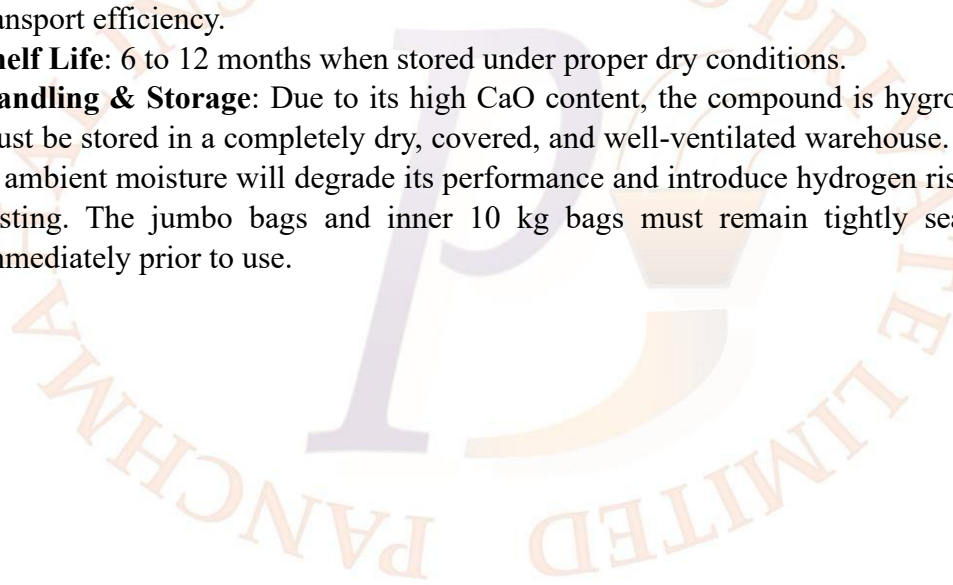 ansport efficiency.
elf Life: 6 to 12 months when stored under proper dry conditions.
andling & Storage: Due to its high CaO content, the compound is hygro
ust be stored in a completely dry, covered, and well-ventilated warehouse.
ambient moisture will degrade its performance and introduce hydrogen ris
sting. The jumbo bags and inner 10 kg bags must remain tightly sea
mediately prior to use.
PRIVATE LIMITED
PANCHMA